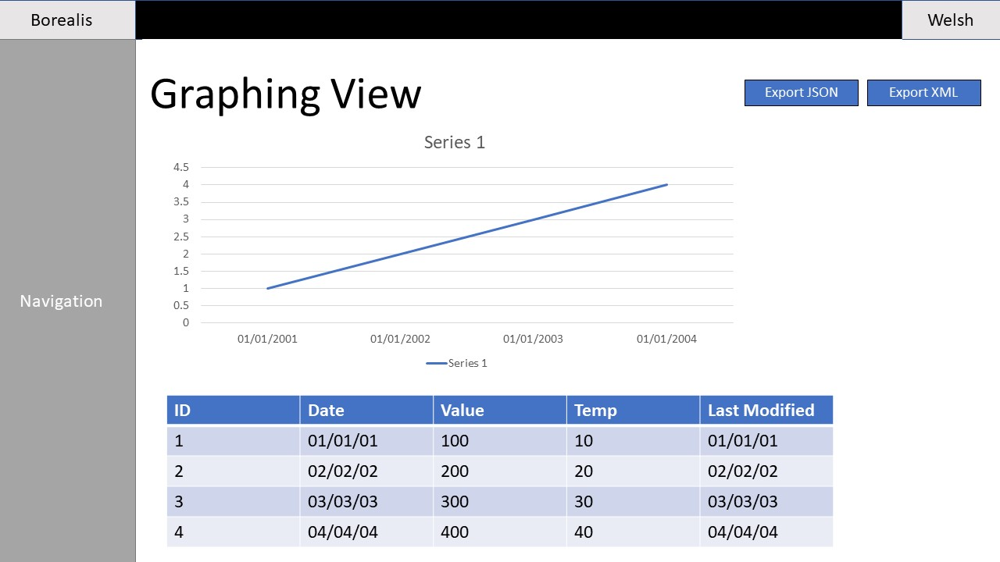 Borealis
Welsh
Graphing View
Export JSON
Export XML
Series 1
4.5
4
3.5
3
2.5
2
1.5
1
0.5
0
Navigation
01/01/2001 01/01/2002 01/01/2003 01/01/2004
Series 1
ID Date Value Temp Last Modified
1 01/01/01 100 10 01/01/01
2 02/02/02 200 20 02/02/02
3 03/03/03 300 30 03/03/03
4 04/04/04 400 40 04/04/04